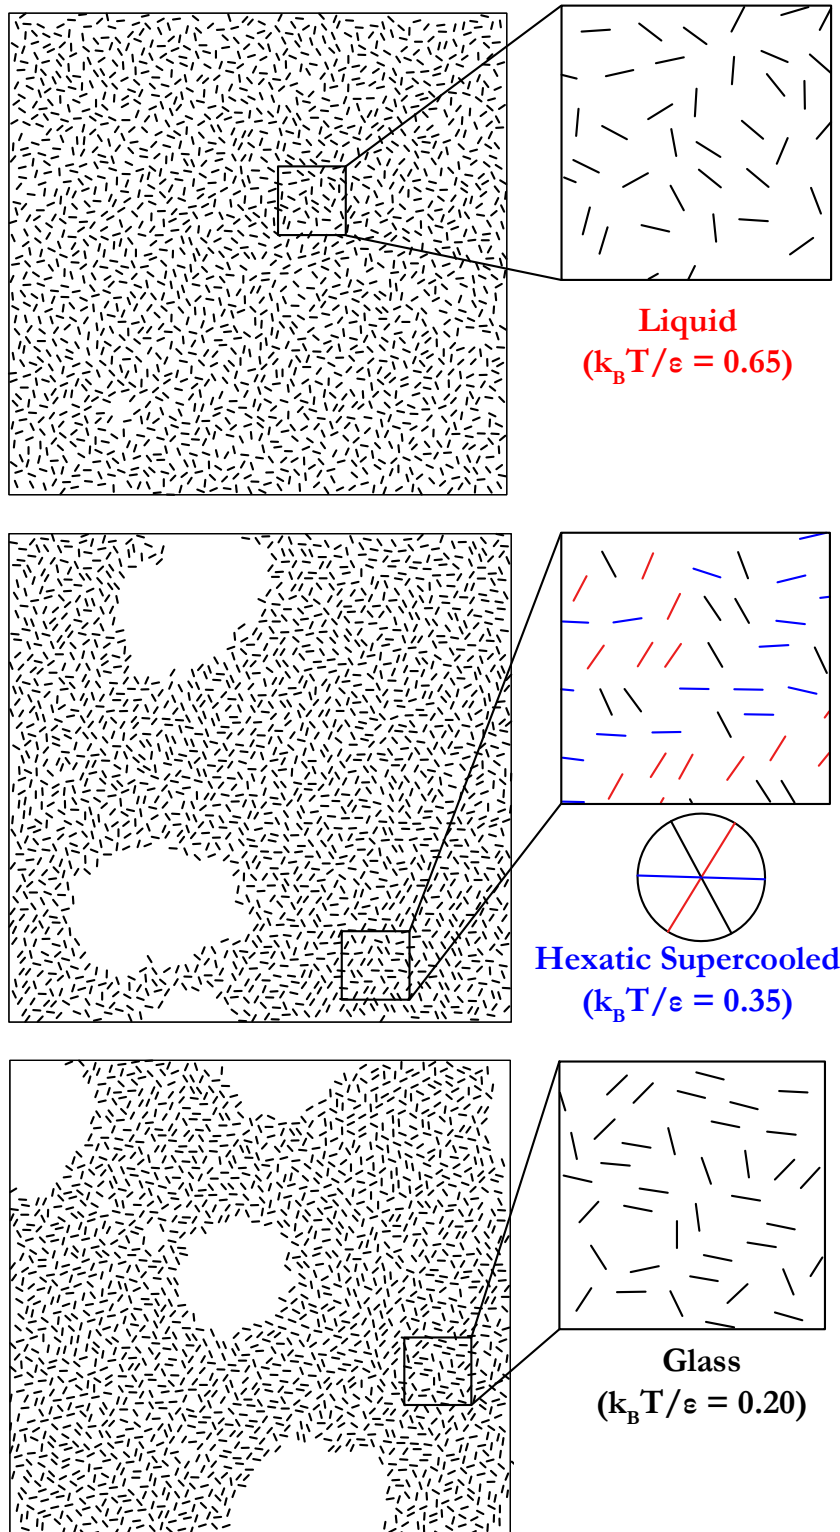 Liquid
(k_BT/ε = 0.65)
Hexatic Supercooled
(k_BT/ε = 0.35)
Glass
(k_BT/ε = 0.20)